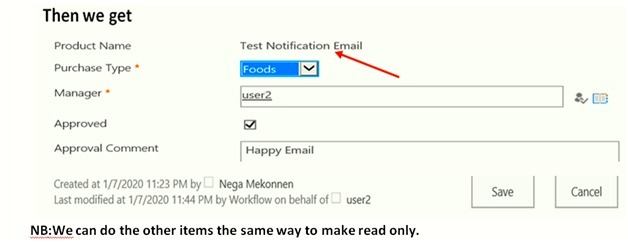 Then we get
Product Name Test Notification Email
Purchase Type * Foods
Manager * user2
Approved
Approval Comment Happy Email
Created at 1/7/2020 11:23 PM by Nega Mekonnen
Last modified at 1/7/2020 11:44 PM by Workflow on behalf of user2
Save Cancel
NB:We can do the other items the same way to make read only.